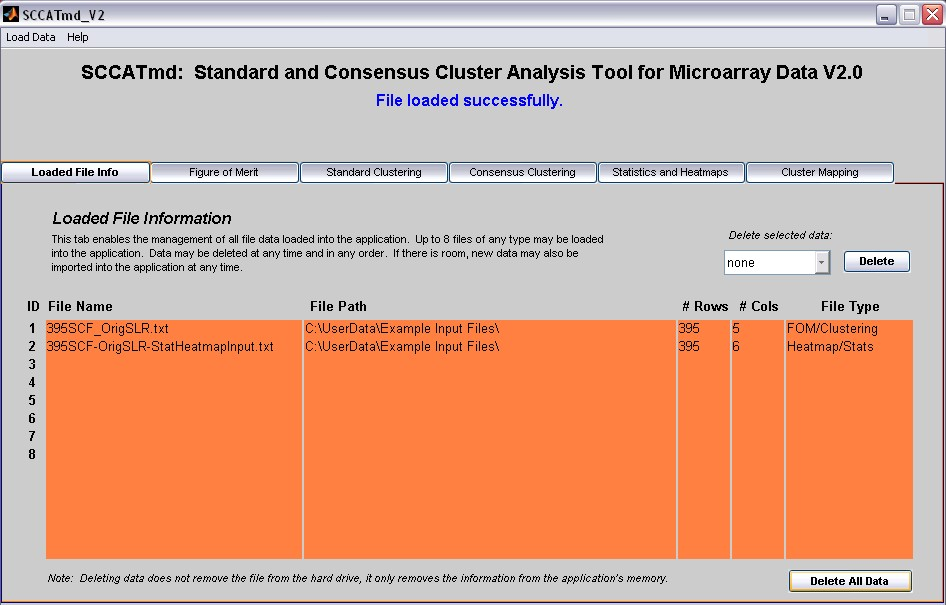 SCCATmd_V2
Load Data Help
SCCATmd: Standard and Consensus Cluster Analysis Tool for Microarray Data V2.0
File loaded successfully.
Loaded File Info Figure of Merit Standard Clustering Consensus Clustering Statistics and Heatmaps Cluster Mapping
Loaded File Information
This tab enables the management of all file data loaded into the application. Up to 8 files of any type may be loaded
into the application. Data may be deleted at any time and in any order. If there is room, new data may also be
imported into the application at any time.
Delete selected data:
none Delete
ID File Name File Path # Rows # Cols File Type
1 395SCF_OrigSLR.txt C:\UserData\Example Input Files\ 395 5 FOM/Clustering
2 395SCF-OrigSLR-StatHeatmapInput.txt C:\UserData\Example Input Files\ 395 6 Heatmap/Stats
3
4
5
6
7
8
Note: Deleting data does not remove the file from the hard drive, it only removes the information from the application's memory.
Delete All Data